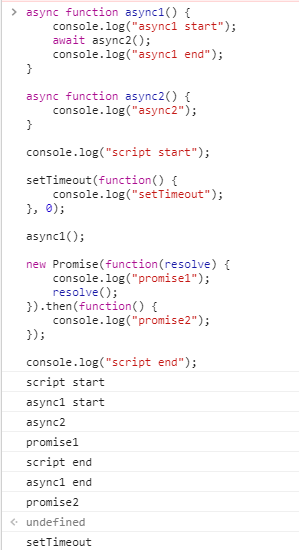 > async function async1() {
    console.log("async1 start");
    await async2();
    console.log("async1 end");
}

async function async2() {
    console.log("async2");
}

console.log("script start");

setTimeout(function() {
    console.log("setTimeout");
}, 0);

async1();

new Promise(function(resolve) {
    console.log("promise1");
    resolve();
}).then(function() {
    console.log("promise2");
});

console.log("script end");
script start
async1 start
async2
promise1
script end
async1 end
promise2
undefined
setTimeout